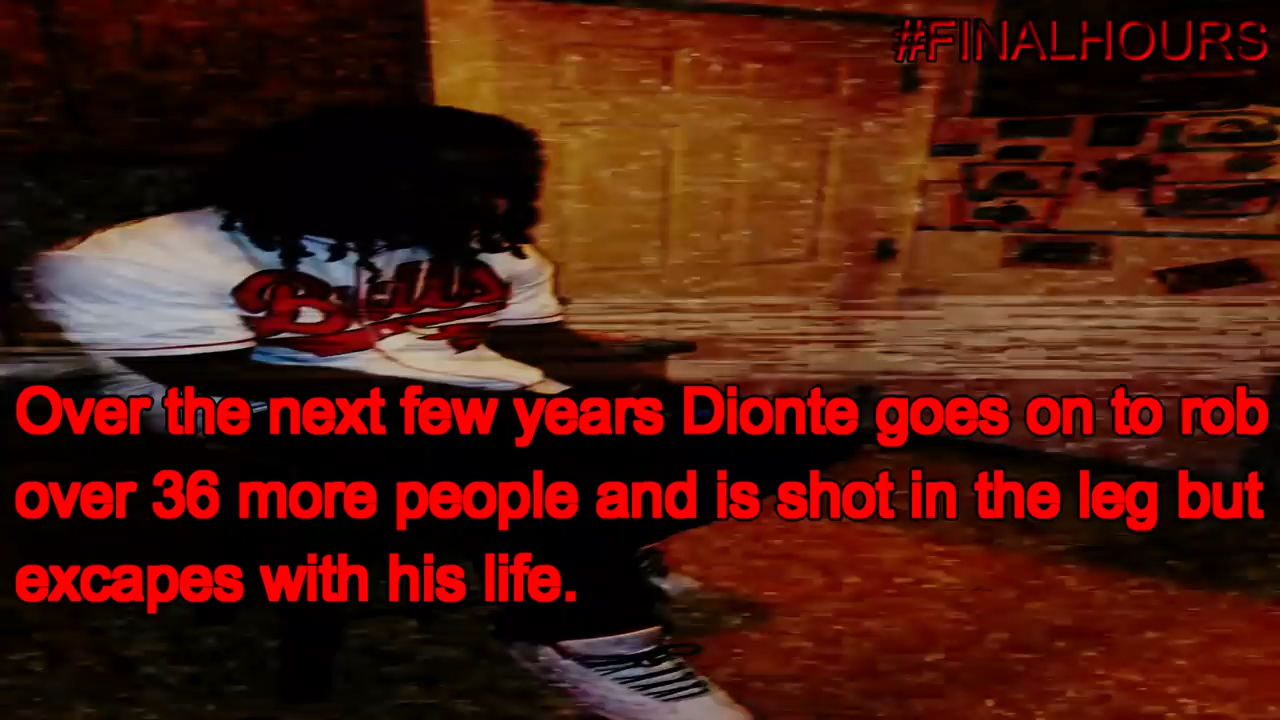 #FINALHOURS
Bulls
Over the next few years Dionte goes on to rob
over 36 more people and is shot in the leg but
excapes with his life.